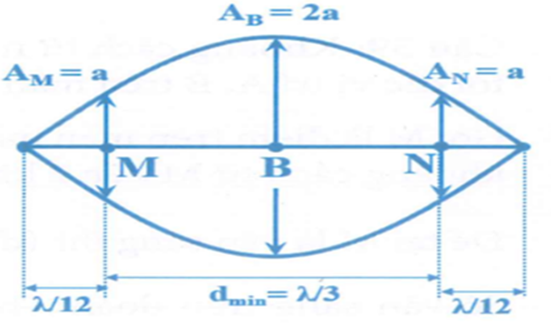 A_B = 2a
A_M = a
A_N = a
M
B
N
λ/12
d_min = λ/3
λ/12